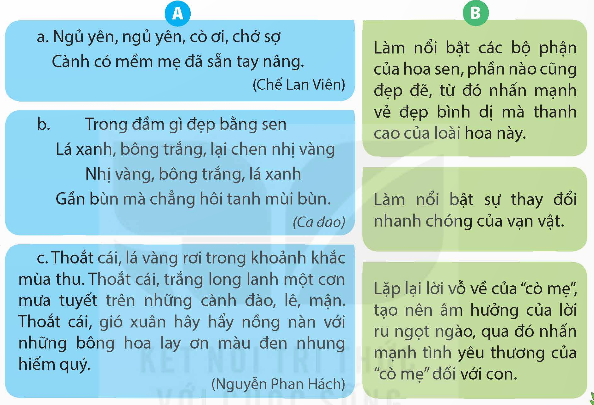 A
a. Ngủ yên, ngủ yên, cò ơi, chớ sợ
Cành có mềm mẹ đã sẵn tay nâng.
(Chế Lan Viên)
b. Trong đầm gì đẹp bằng sen
Lá xanh, bông trắng, lại chen nhị vàng
Nhị vàng, bông trắng, lá xanh
Gần bùn mà chẳng hôi tanh mùi bùn.
(Ca dao)
c. Thoắt cái, lá vàng rơi trong khoảnh khắc
mùa thu. Thoắt cái, trắng long lanh một cơn
mưa tuyết trên những cành đào, lê, mận.
Thoắt cái, gió xuân hây hẩy nồng nàn với
những bông hoa lay ơn màu đen nhung
hiếm quý.
(Nguyễn Phan Hách)
B
Làm nổi bật các bộ phận
của hoa sen, phần nào cũng
đẹp đẽ, từ đó nhấn mạnh
vẻ đẹp bình dị mà thanh
cao của loài hoa này.
Làm nổi bật sự thay đổi
nhanh chóng của vạn vật.
Lặp lại lời vỗ về của "cò mẹ",
tạo nên âm hưởng của lời
ru ngọt ngào, qua đó nhấn
mạnh tình yêu thương của
"cò mẹ" đối với con.
KẾT NỐI TRI THỨC
VỚI CUỘC SỐNG